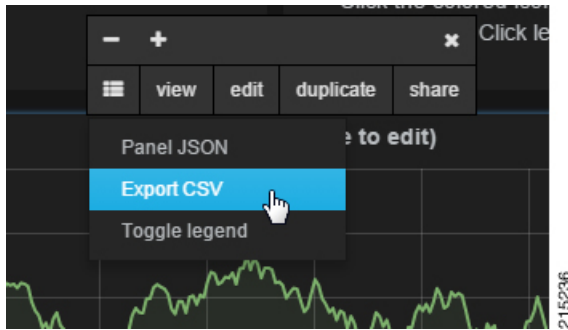 Click le
view edit duplicate share
e to edit)
Panel JSON
Export CSV
Toggle legend
215236